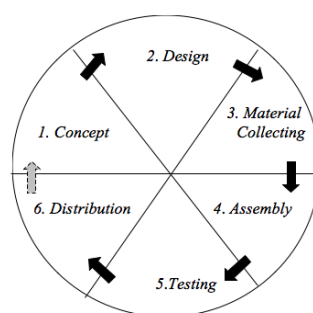 1. Concept
2. Design
3. Material
Collecting
4. Assembly
5.Testing
6. Distribution